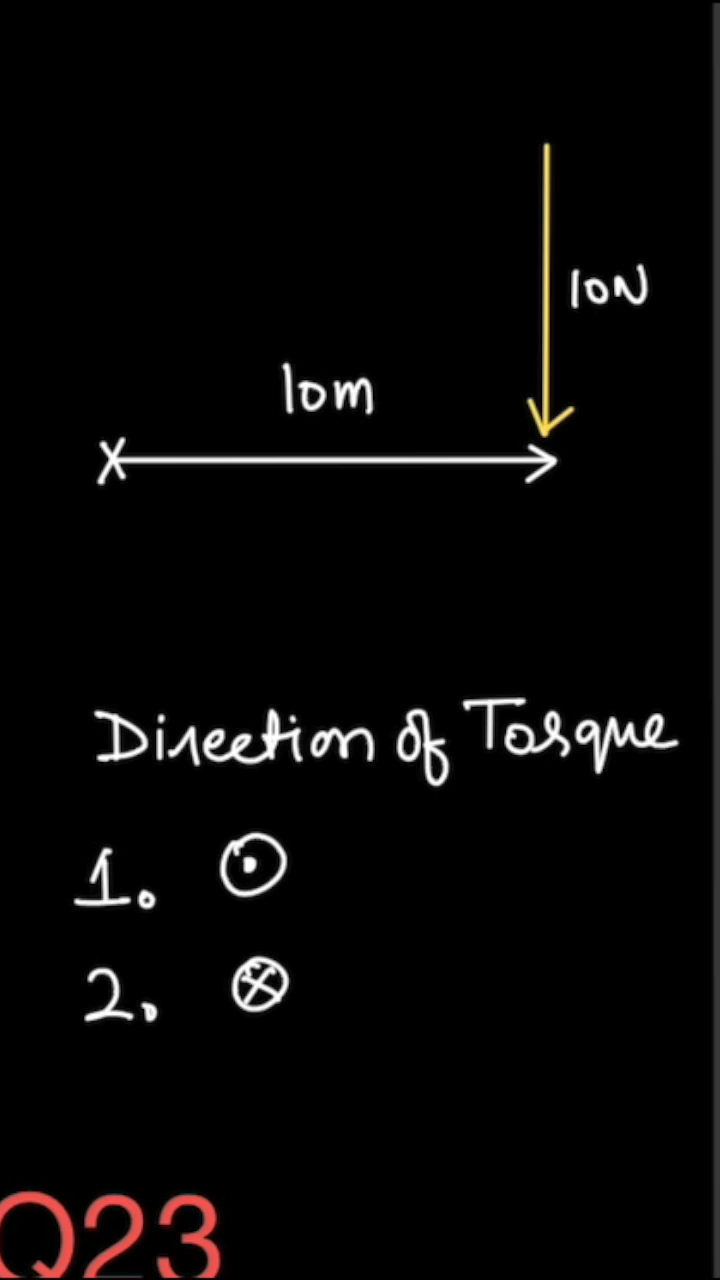 10N
10m
X
Direction of Torque
1. ⊙
2. ⊗
Q23